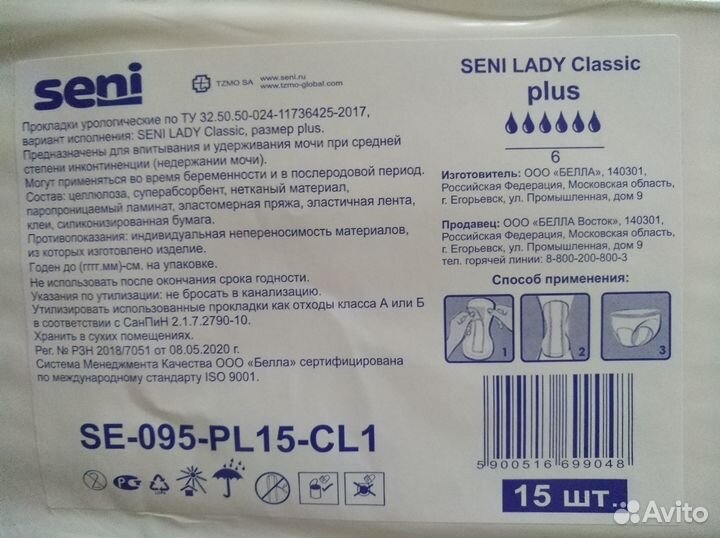 seni
TZMO SA
www.seni.ru
www.tzmo-global.com
Прокладки урологические по ТУ 32.50.50-024-11736425-2017,
вариант исполнения: SENI LADY Classic, размер plus.
Предназначены для впитывания и удерживания мочи при средней
степени инконтиненции (недержании мочи).
Могут применяться во время беременности и в послеродовой период.
Состав: целлюлоза, суперабсорбент, нетканый материал,
паропроницаемый ламинат, эластомерная пряжа, эластичная лента,
клеи, силиконизированная бумага.
Противопоказания: индивидуальная непереносимость материалов,
из которых изготовлено изделие.
Годен до (гггг.мм)-см. на упаковке.
Не использовать после окончания срока годности.
Указания по утилизации: не бросать в канализацию.
Утилизировать использованные прокладки как отходы класса А или Б
в соответствии с СанПиН 2.1.7.2790-10.
Хранить в сухих помещениях.
Рег. № РЗН 2018/7051 от 08.05.2020 г.
Система Менеджмента Качества ООО «Белла» сертифицирована
по международному стандарту ISO 9001.
SE-095-PL15-CL1
SENI LADY Classic
plus
6
Изготовитель: ООО «БЕЛЛА», 140301,
Российская Федерация, Московская область,
г. Егорьевск, ул. Промышленная, дом 9
Продавец: ООО «БЕЛЛА Восток», 140301,
Российская Федерация, Московская область,
г. Егорьевск, ул. Промышленная, дом 9
тел. горячей линии: 8-800-200-800-3
Способ применения:
1
2
3
5900516699048
15 шт.
Avito